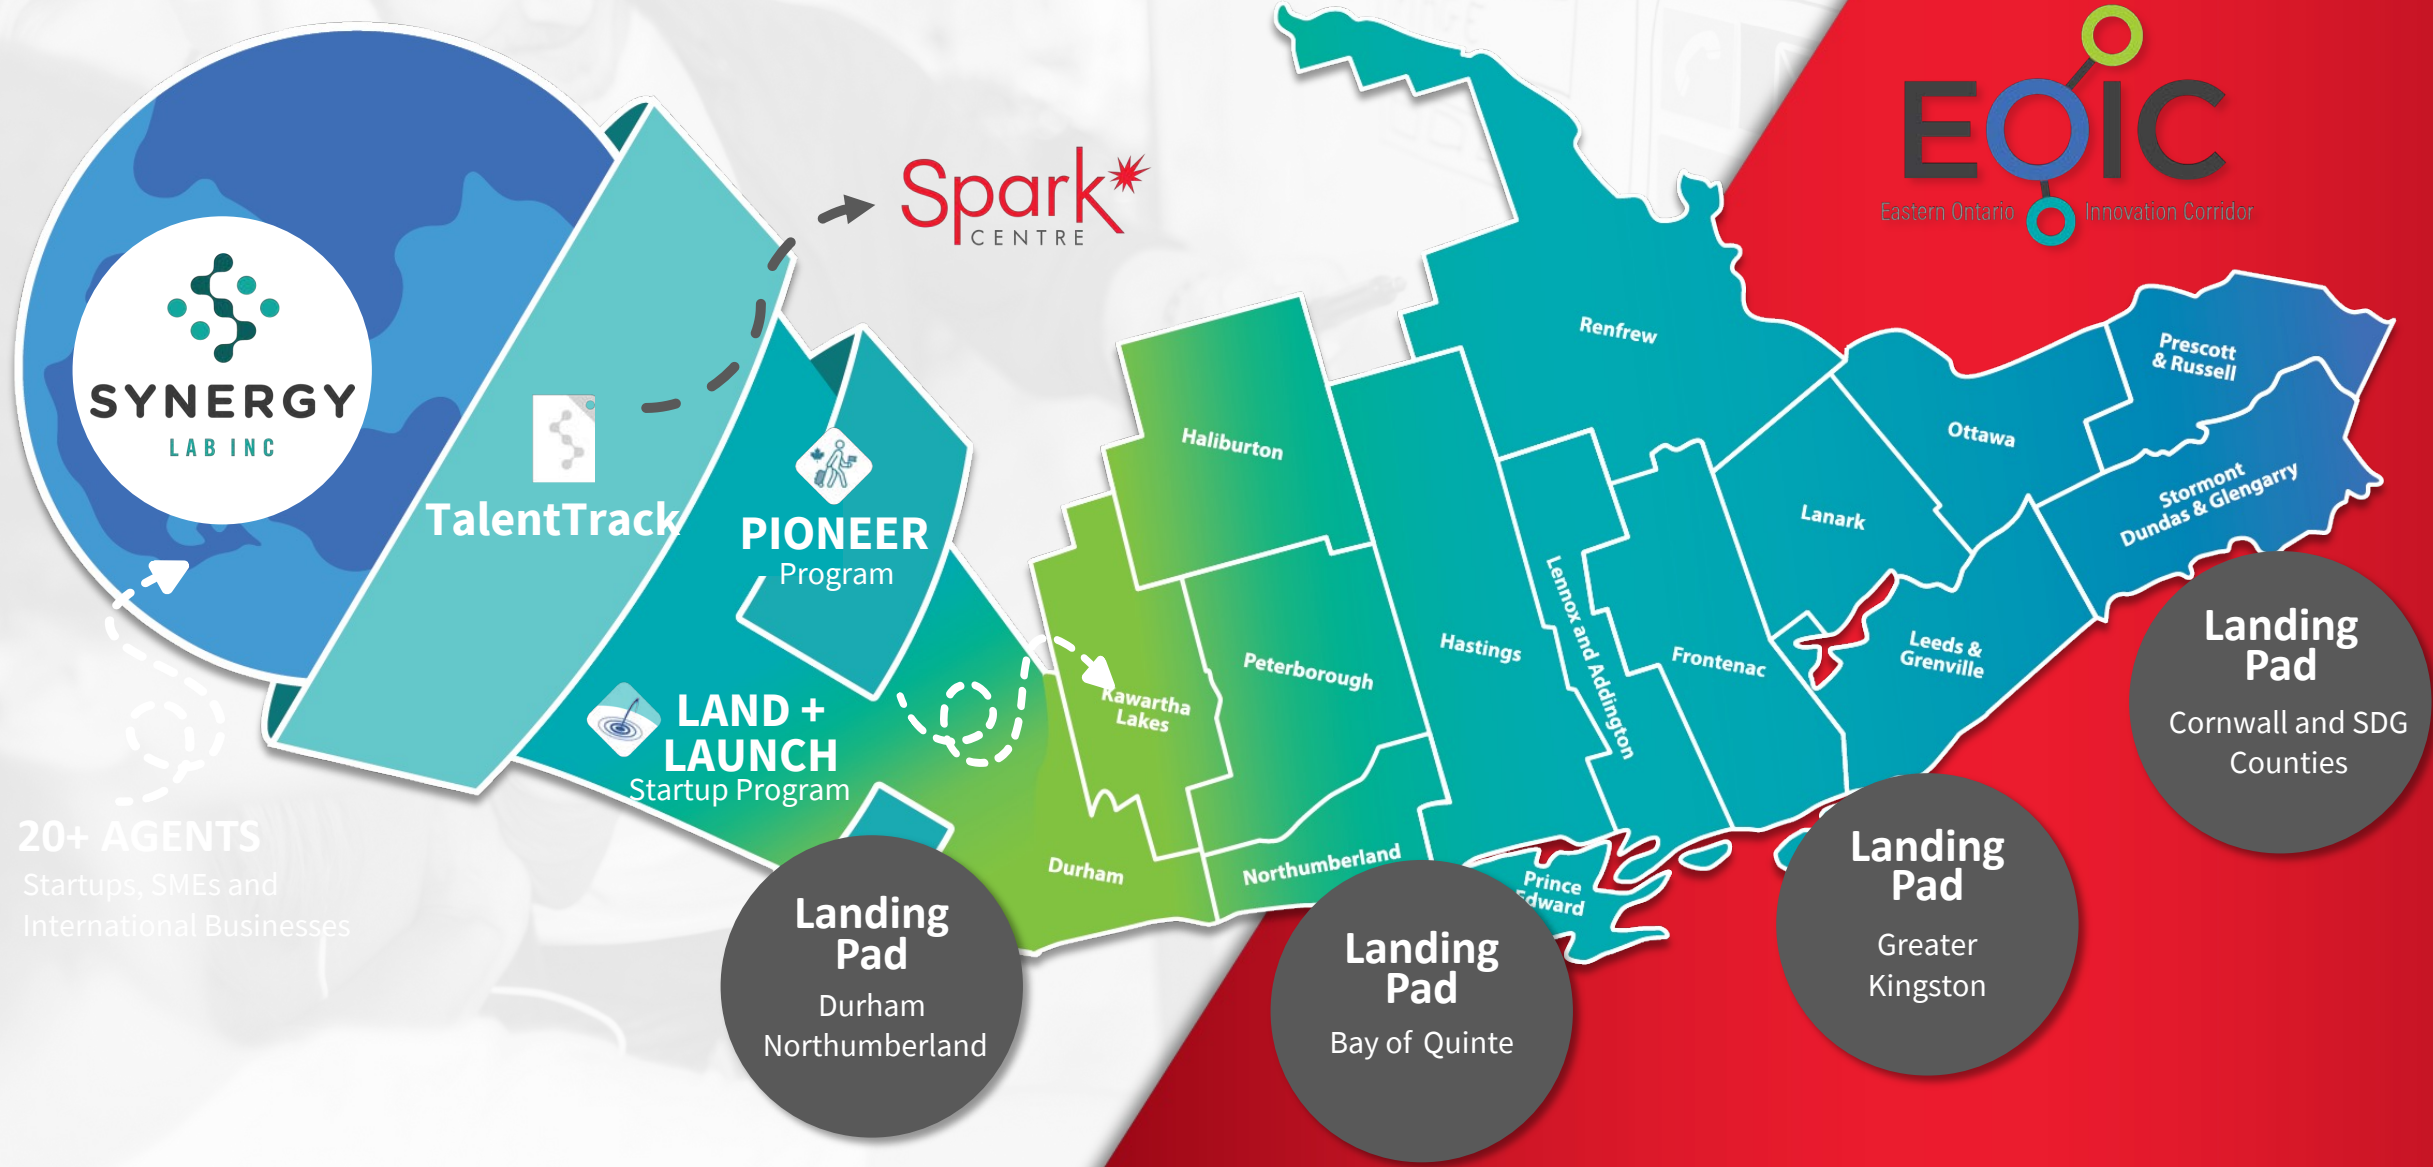 SYNERGY
LAB INC
TalentTrack
Spark
CENTRE
EOIC
Eastern Ontario
Innovation Corridor
PIONEER
Program
LAND +
LAUNCH
Startup Program
20+ AGENTS
Startups, SMEs and
International Businesses
Renfrew
Haliburton
Prescott
& Russell
Ottawa
Stormont
Dundas & Glengarry
Lanark
Lennox and Addington
Hastings
Frontenac
Leeds &
Grenville
Peterborough
Kawartha
Lakes
Durham
Northumberland
Prince
Edward
Landing
Pad
Durham
Northumberland
Landing
Pad
Bay of Quinte
Landing
Pad
Greater
Kingston
Landing
Pad
Cornwall and SDG
Counties